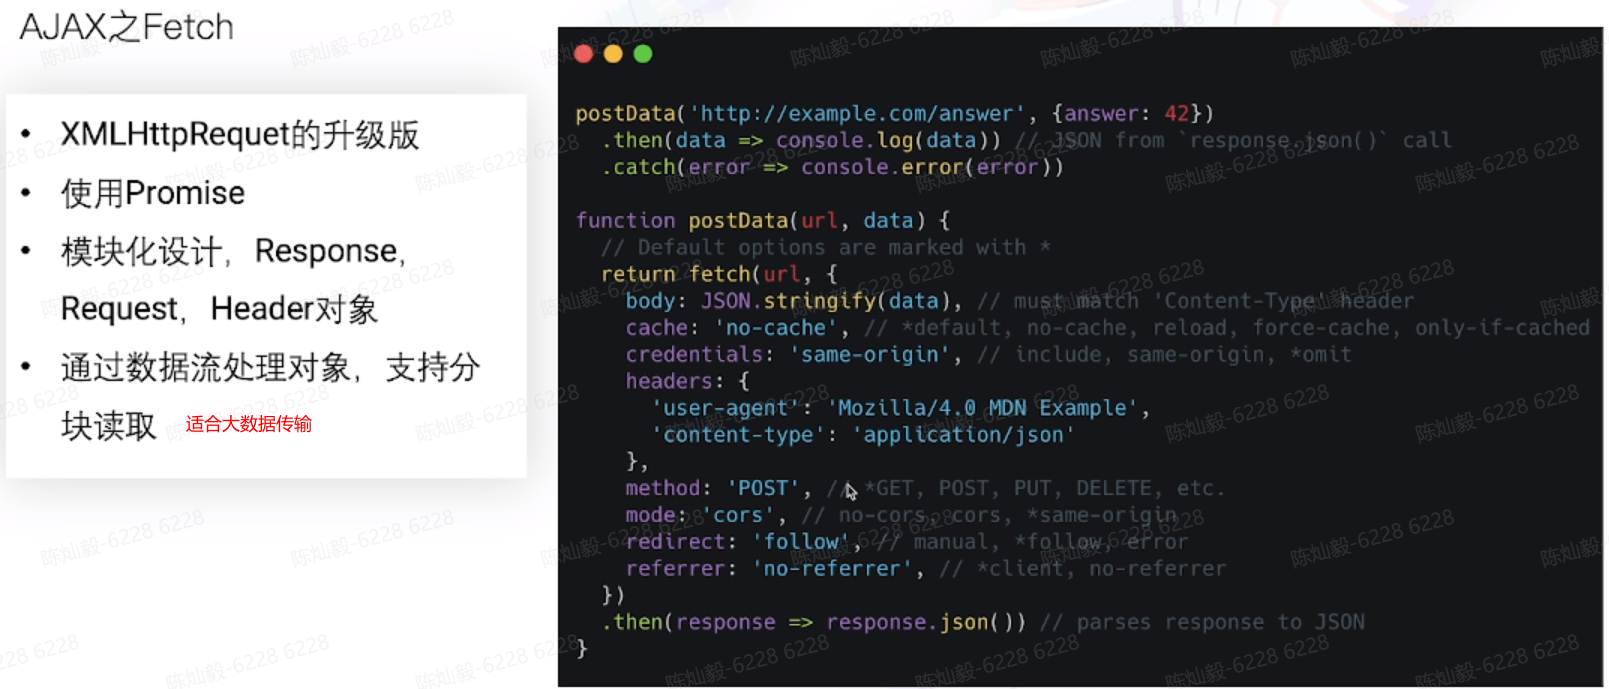 AJAX之Fetch
• XMLHttpRequet的升级版
• 使用Promise
• 模块化设计，Response,
Request，Header对象
• 通过数据流处理对象，支持分
块读取 适合大数据传输
postData('http://example.com/answer', {answer: 42})
.then(data => console.log(data)) // JSON from `response.json()` call
.catch(error => console.error(error))
function postData(url, data) {
// Default options are marked with *
return fetch(url, {
body: JSON.stringify(data), // must match 'Content-Type' header
cache: 'no-cache', // *default, no-cache, reload, force-cache, only-if-cached
credentials: 'same-origin', // include, same-origin, *omit
headers: {
'user-agent': 'Mozilla/4.0 MDN Example',
'content-type': 'application/json'
},
method: 'POST', // *GET, POST, PUT, DELETE, etc.
mode: 'cors', // no-cors, cors, *same-origin
redirect: 'follow', // manual, *follow, error
referrer: 'no-referrer', // *client, no-referrer
})
.then(response => response.json()) // parses response to JSON
}
陈灿毅-6228 6228